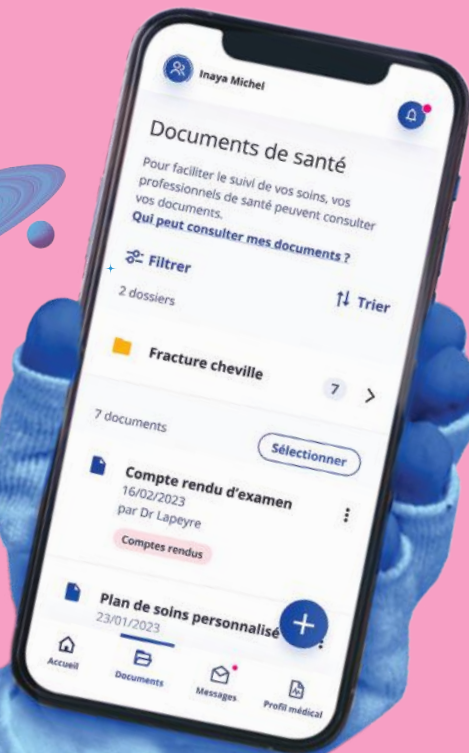 Inaya Michel
Documents de santé
Pour faciliter le suivi de vos soins, vos
professionnels de santé peuvent consulter
vos documents.
Qui peut consulter mes documents ?
Filtrer
Trier
2 dossiers
Fracture cheville
7
7 documents
Sélectionner
Compte rendu d'examen
16/02/2023
par Dr Lapeyre
Comptes rendus
Plan de soins personnalisé
23/01/2023
Accueil
Documents
Messages
Profil médical